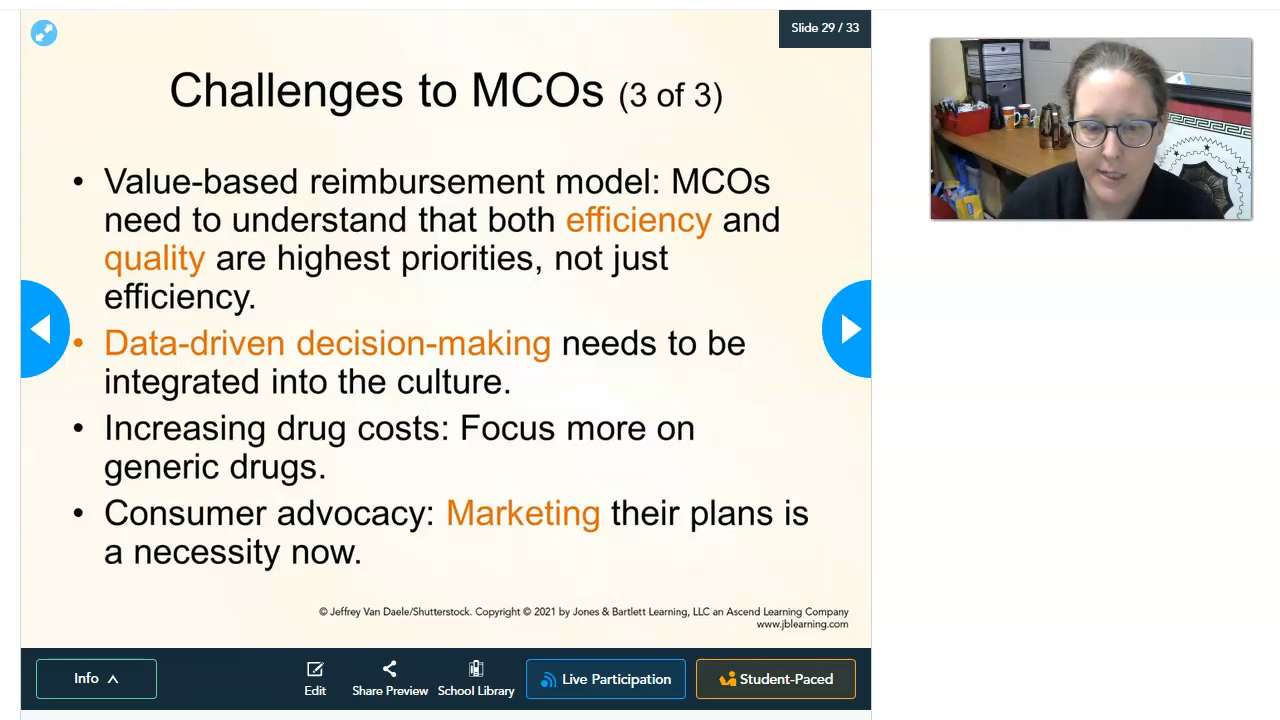 Slide 29 / 33
Challenges to MCOs (3 of 3)
• Value-based reimbursement model: MCOs
need to understand that both efficiency and
quality are highest priorities, not just
efficiency.
• Data-driven decision-making needs to be
integrated into the culture.
• Increasing drug costs: Focus more on
generic drugs.
• Consumer advocacy: Marketing their plans is
a necessity now.
© Jeffrey Van Daele/Shutterstock. Copyright © 2021 by Jones & Bartlett Learning, LLC an Ascend Learning Company
www.jblearning.com
Info
Edit
Share Preview
School Library
Live Participation
Student-Paced